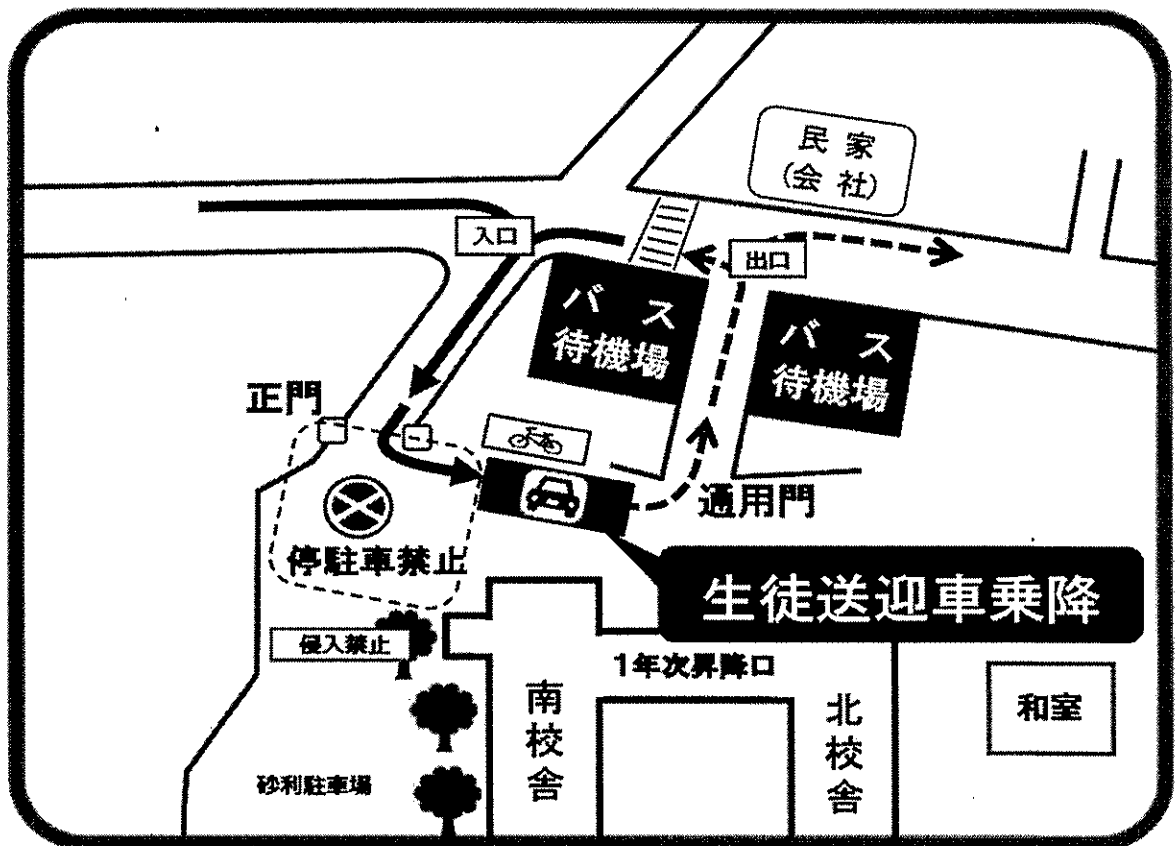 民家
(会社)
入口
出口
バス
待機場
バス
待機場
正門
通用門
停駐車禁止
生徒送迎車乗降
侵入禁止
1年次昇降口
南校舎
北校舎
和室
砂利駐車場